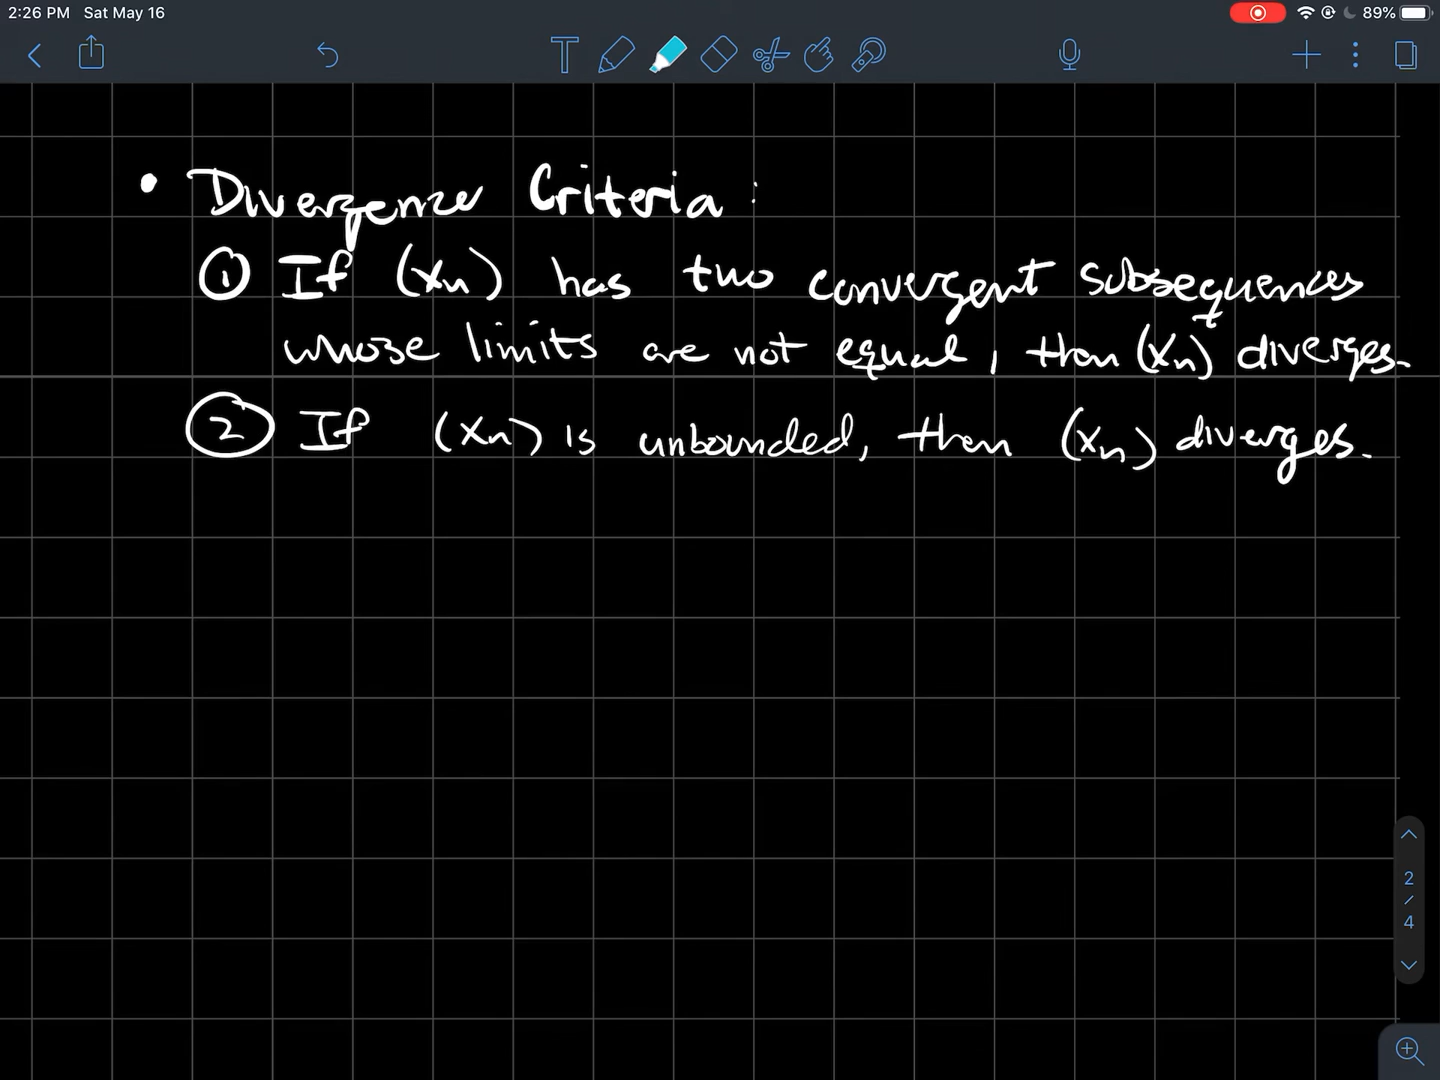 2:26 PM Sat May 16 89%
• Divergence Criteria:
① If (xn) has two convergent subsequences
whose limits are not equal, then (xn) diverges.
② If (xn) is unbounded, then (xn) diverges.
2
/
4